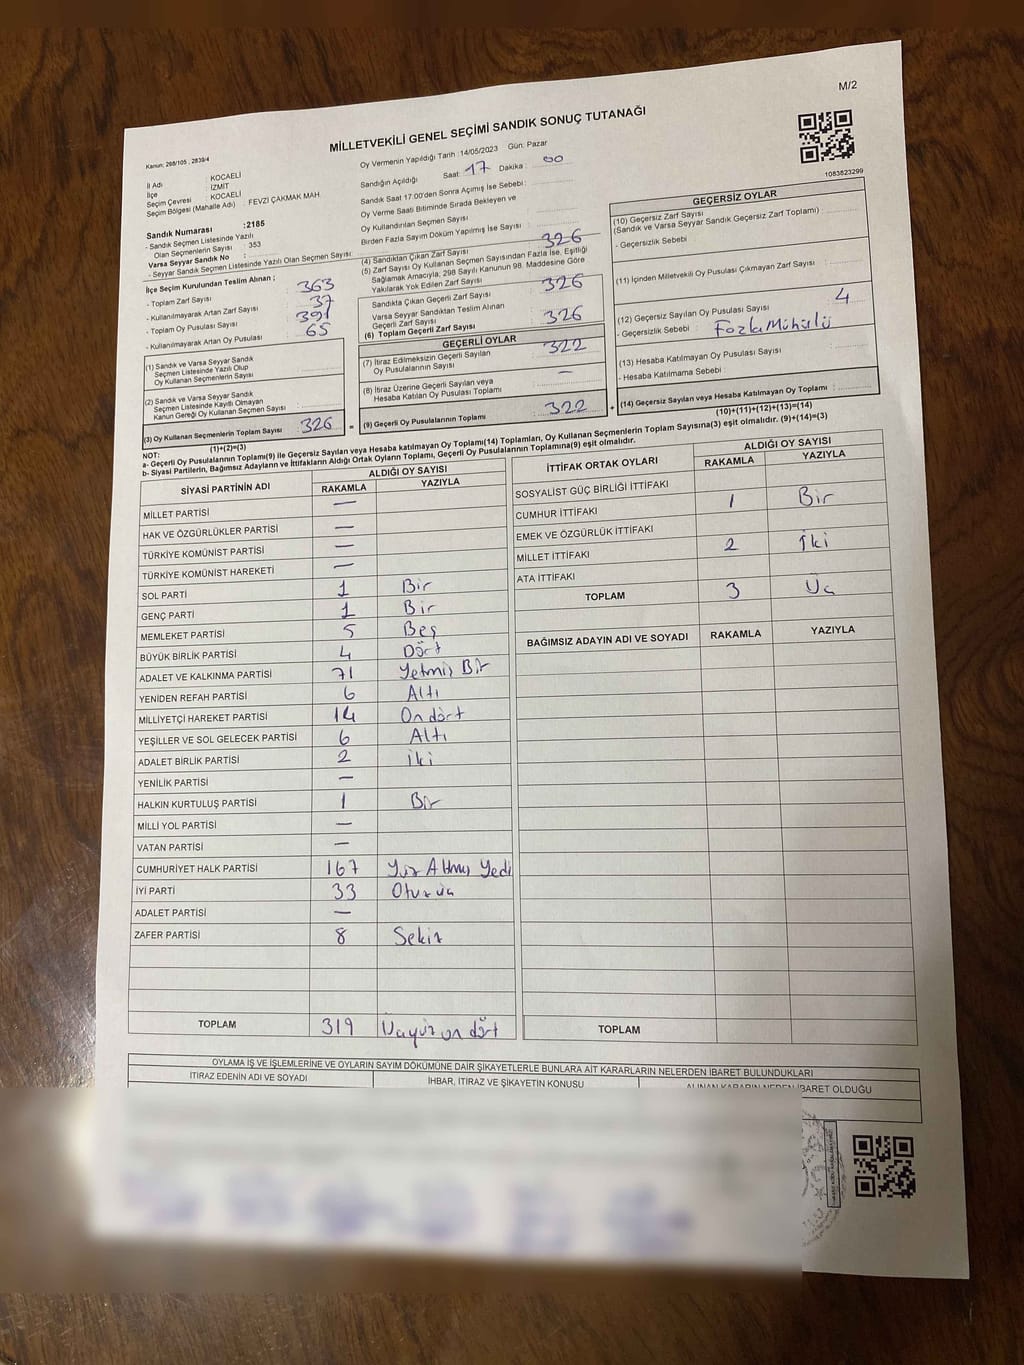 M/2
MİLLETVEKİLİ GENEL SEÇİMİ SANDIK SONUÇ TUTANAĞI
Kanun: 298/105 , 2839/4
Oy Vermenin Yapıldığı Tarih :14/05/2023 Gün: Pazar
İl Adı : KOCAELİ
İlçe : İZMİT
Seçim Çevresi : KOCAELİ
Seçim Bölgesi (Mahalle Adı) : FEVZİ ÇAKMAK MAH
Sandığın Açıldığı Saat: 17 Dakika : 00
Sandık Saat 17.00'den Sonra Açımış İse Sebebi :
Oy Verme Saati Bitiminde Sırada Bekleyen ve
Oy Kullandırılan Seçmen Sayısı
Birden Fazla Sayım Döküm Yapılmış İse Sayısı :
Sandık Numarası :2185
- Sandık Seçmen Listesinde Yazılı
Olan Seçmenlerin Sayısı : 353
Varsa Seyyar Sandık No :
- Seyyar Sandık Seçmen Listesinde Yazılı Olan Seçmen Sayısı:
İlçe Seçim Kurulundan Teslim Alınan ;
- Toplam Zarf Sayısı : 363
- Kullanılmayarak Artan Zarf Sayısı : 37
- Toplam Oy Pusulası Sayısı : 391
- Kullanılmayarak Artan Oy Pusulası : 65
(1) Sandık ve Varsa Seyyar Sandık
Seçmen Listesinde Yazılı Olup
Oy Kullanan Seçmenlerin Sayısı
(2) Sandık ve Varsa Seyyar Sandık
Seçmen Listesinde Kayıtlı Olmayan
Kanun Gereği Oy Kullanan Seçmen Sayısı :
(3) Oy Kullanan Seçmenlerin Toplam Sayısı : 326
(1)+(2)=(3)
(4) Sandıktan Çıkan Zarf Sayısı : 326
(5) Zarf Sayısı Oy Kullanan Seçmen Sayısından Fazla İse, Eşitliği
Sağlamak Amacıyla, 298 Sayılı Kanunun 98. Maddesine Göre
Yakılarak Yok Edilen Zarf Sayısı
Sandıkta Çıkan Geçerli Zarf Sayısı : 326
Varsa Seyyar Sandıktan Teslim Alınan
Geçerli Zarf Sayısı
(6) Toplam Geçerli Zarf Sayısı : 326
GEÇERLİ OYLAR
(7) İtiraz Edilmeksizin Geçerli Sayılan
Oy Pusulalarının Sayısı : 322
(8) İtiraz Üzerine Geçerli Sayılan veya
Hesaba Katılan Oy Pusulası Toplamı : —
(9) Geçerli Oy Pusulalarının Toplamı : 322
1083823299
GEÇERSİZ OYLAR
(10) Geçersiz Zarf Sayısı
(Sandık ve Varsa Seyyar Sandık Geçersiz Zarf Toplamı) :
- Geçersizlik Sebebi
(11) İçinden Milletvekili Oy Pusulası Çıkmayan Zarf Sayısı :
(12) Geçersiz Sayılan Oy Pusulası Sayısı : 4
- Geçersizlik Sebebi : Fazla Mühürlü
(13) Hesaba Katılmayan Oy Pusulası Sayısı :
- Hesaba Katılmama Sebebi :
(14) Geçersiz Sayılan veya Hesaba Katılmayan Oy Toplamı :
(10)+(11)+(12)+(13)=(14)
NOT:
a- Geçerli Oy Pusulalarının Toplamı(9) ile Geçersiz Sayılan veya Hesaba katılmayan Oy Toplamı(14) Toplamları, Oy Kullanan Seçmenlerin Toplam Sayısına(3) eşit olmalıdır. (9)+(14)=(3)
b- Siyasi Partilerin, Bağımsız Adayların ve İttifakların Aldığı Ortak Oyların Toplamı, Geçerli Oy Pusulalarının Toplamına(9) eşit olmalıdır.
SİYASİ PARTİNİN ADI ALDIĞI OY SAYISI
RAKAMLA YAZIYLA
MİLLET PARTİSİ —
HAK VE ÖZGÜRLÜKLER PARTİSİ —
TÜRKİYE KOMÜNİST PARTİSİ —
TÜRKİYE KOMÜNİST HAREKETİ —
SOL PARTİ 1 Bir
GENÇ PARTİ 1 Bir
MEMLEKET PARTİSİ 5 Beş
BÜYÜK BİRLİK PARTİSİ 4 Dört
ADALET VE KALKINMA PARTİSİ 71 Yetmiş Bir
YENİDEN REFAH PARTİSİ 6 Altı
MİLLİYETÇİ HAREKET PARTİSİ 14 On dört
YEŞİLLER VE SOL GELECEK PARTİSİ 6 Altı
ADALET BİRLİK PARTİSİ 2 İki
YENİLİK PARTİSİ —
HALKIN KURTULUŞ PARTİSİ 1 Bir
MİLLİ YOL PARTİSİ —
VATAN PARTİSİ —
CUMHURİYET HALK PARTİSİ 167 Yüz Altmış Yedi
İYİ PARTİ 33 Otuzüç
ADALET PARTİSİ —
ZAFER PARTİSİ 8 Sekiz
TOPLAM 319 Üçyüz on dört
İTTİFAK ORTAK OYLARI ALDIĞI OY SAYISI
RAKAMLA YAZIYLA
SOSYALİST GÜÇ BİRLİĞİ İTTİFAKI
CUMHUR İTTİFAKI 1 Bir
EMEK VE ÖZGÜRLÜK İTTİFAKI
MİLLET İTTİFAKI 2 İki
ATA İTTİFAKI
TOPLAM 3 Üç
BAĞIMSIZ ADAYIN ADI VE SOYADI RAKAMLA YAZIYLA
TOPLAM
OYLAMA İŞ VE İŞLEMLERİNE VE OYLARIN SAYIM DÖKÜMÜNE DAİR ŞİKAYETLERLE BUNLARA AİT KARARLARIN NELERDEN İBARET BULUNDUKLARI
İTİRAZ EDENİN ADI VE SOYADI İHBAR, İTİRAZ VE ŞİKAYETİN KONUSU ALINAN KARARIN NEDEN İBARET OLDUĞU